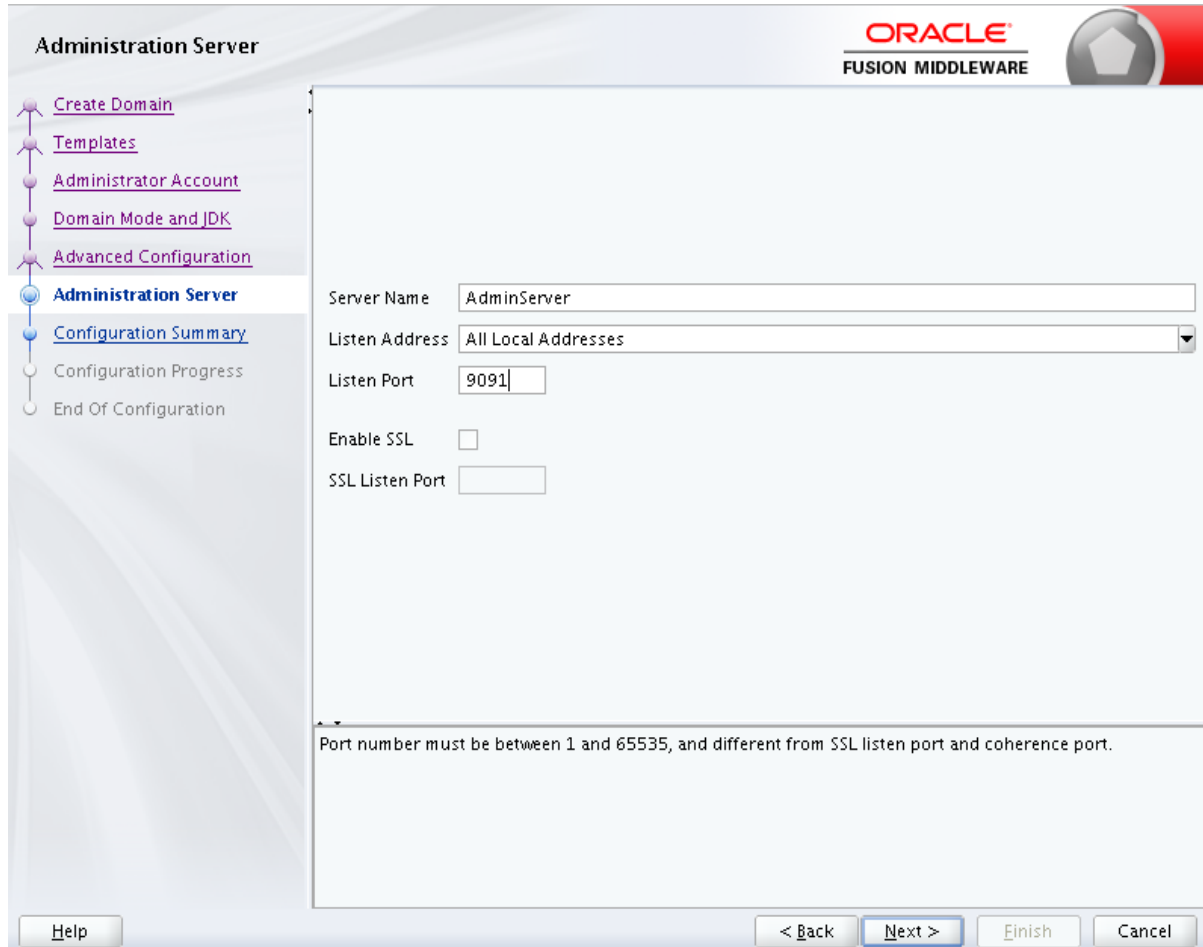 Administration Server
ORACLE
FUSION MIDDLEWARE
Create Domain
Templates
Administrator Account
Domain Mode and JDK
Advanced Configuration
Administration Server
Configuration Summary
Configuration Progress
End Of Configuration
Server Name AdminServer
Listen Address All Local Addresses
Listen Port 9091
Enable SSL
SSL Listen Port
Port number must be between 1 and 65535, and different from SSL listen port and coherence port.
Help < Back Next > Finish Cancel